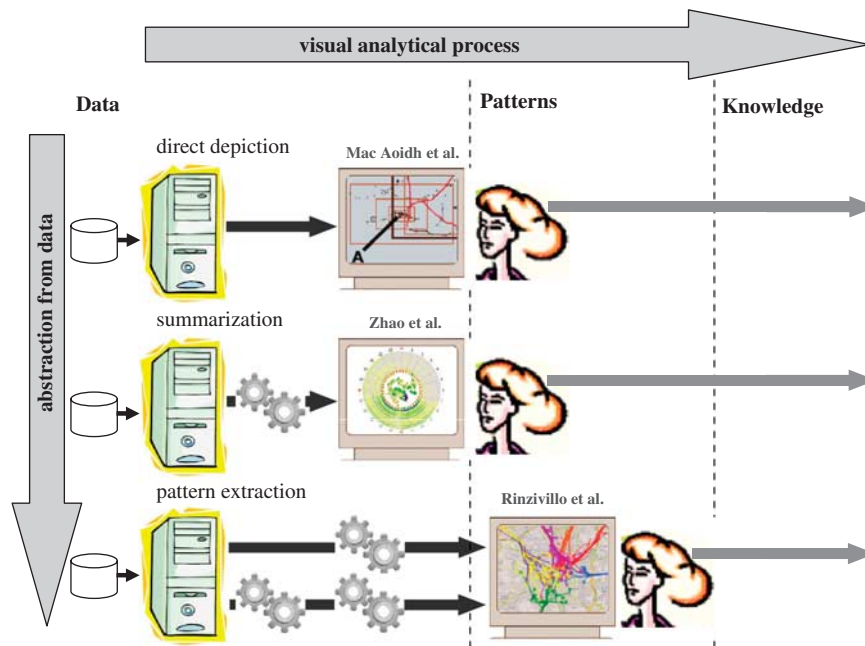 visual analytical process
Data
Patterns
Knowledge
direct depiction
Mac Aoidh et al.
A
abstraction from data
summarization
Zhao et al.
pattern extraction
Rinzivillo et al.